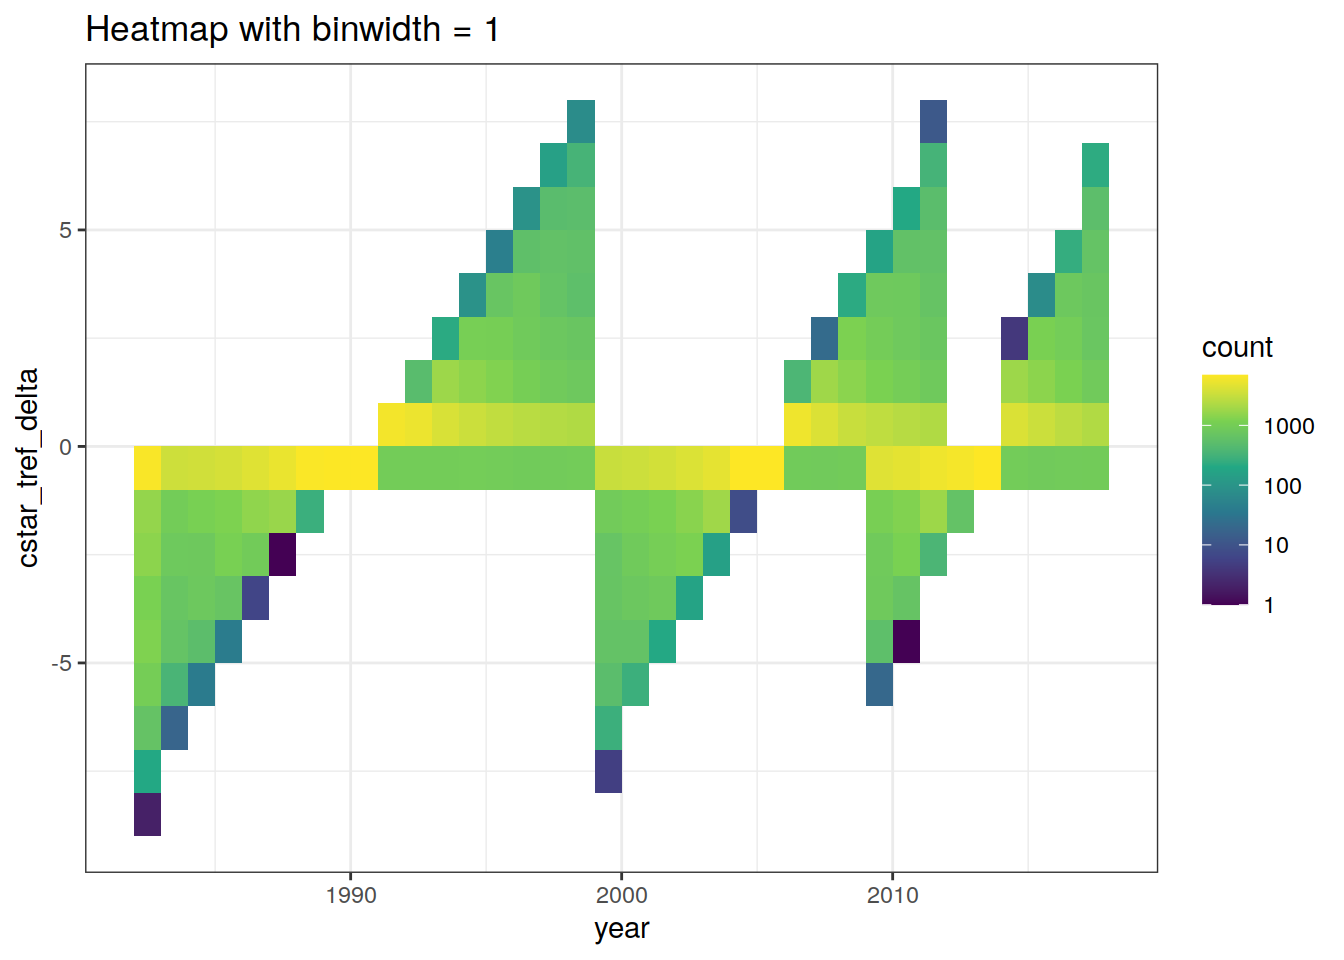 Heatmap with binwidth = 1
cstar_tref_delta
5
0
-5
1990
2000
2010
year
count
1000
100
10
1